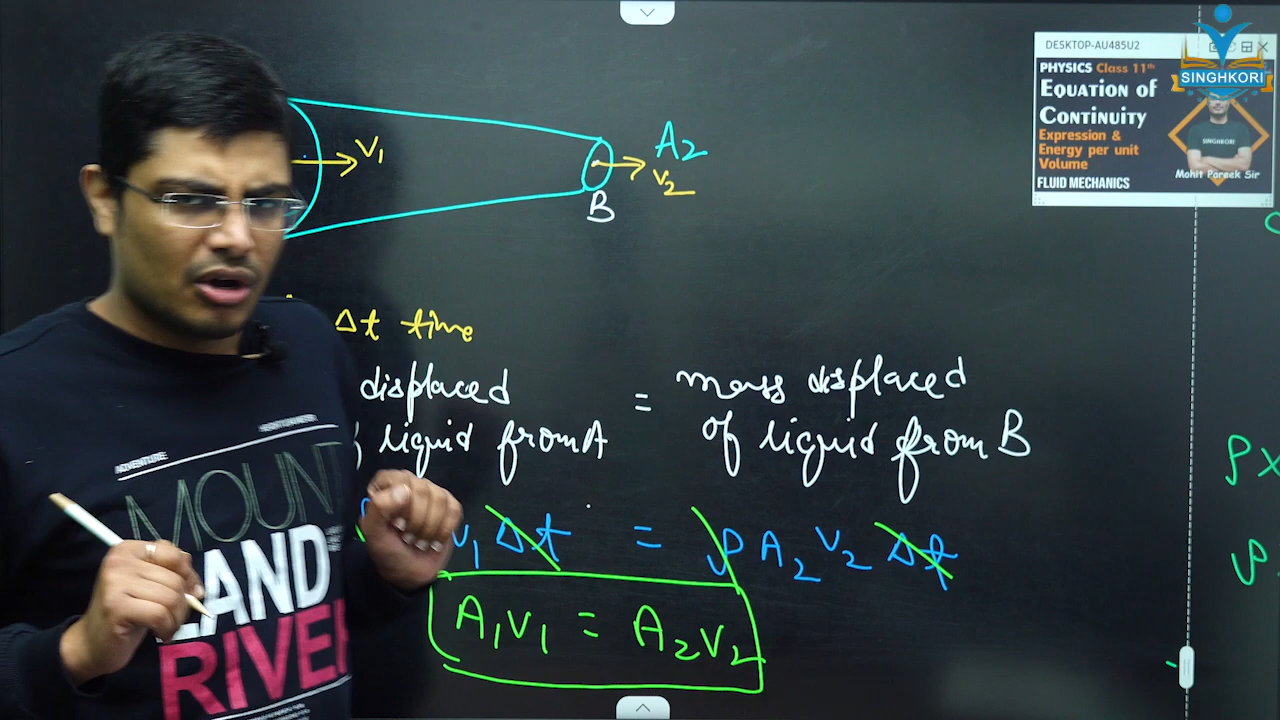 DESKTOP-AU485U2
SINGHKORI
PHYSICS Class 11th
EQUATION OF
CONTINUITY
Expression &
Energy per unit
Volume
SINGHKORI
Mohit Pareek Sir
FLUID MECHANICS
V₁
A₂
V₂
B
Δt time
displaced = mass displaced
liquid from A of liquid from B
v₁ Δt = ρ A₂ v₂ Δt
A₁v₁ = A₂v₂
ρ x
ρ
ADVENTURE
MOUNT
LAND
RIVER